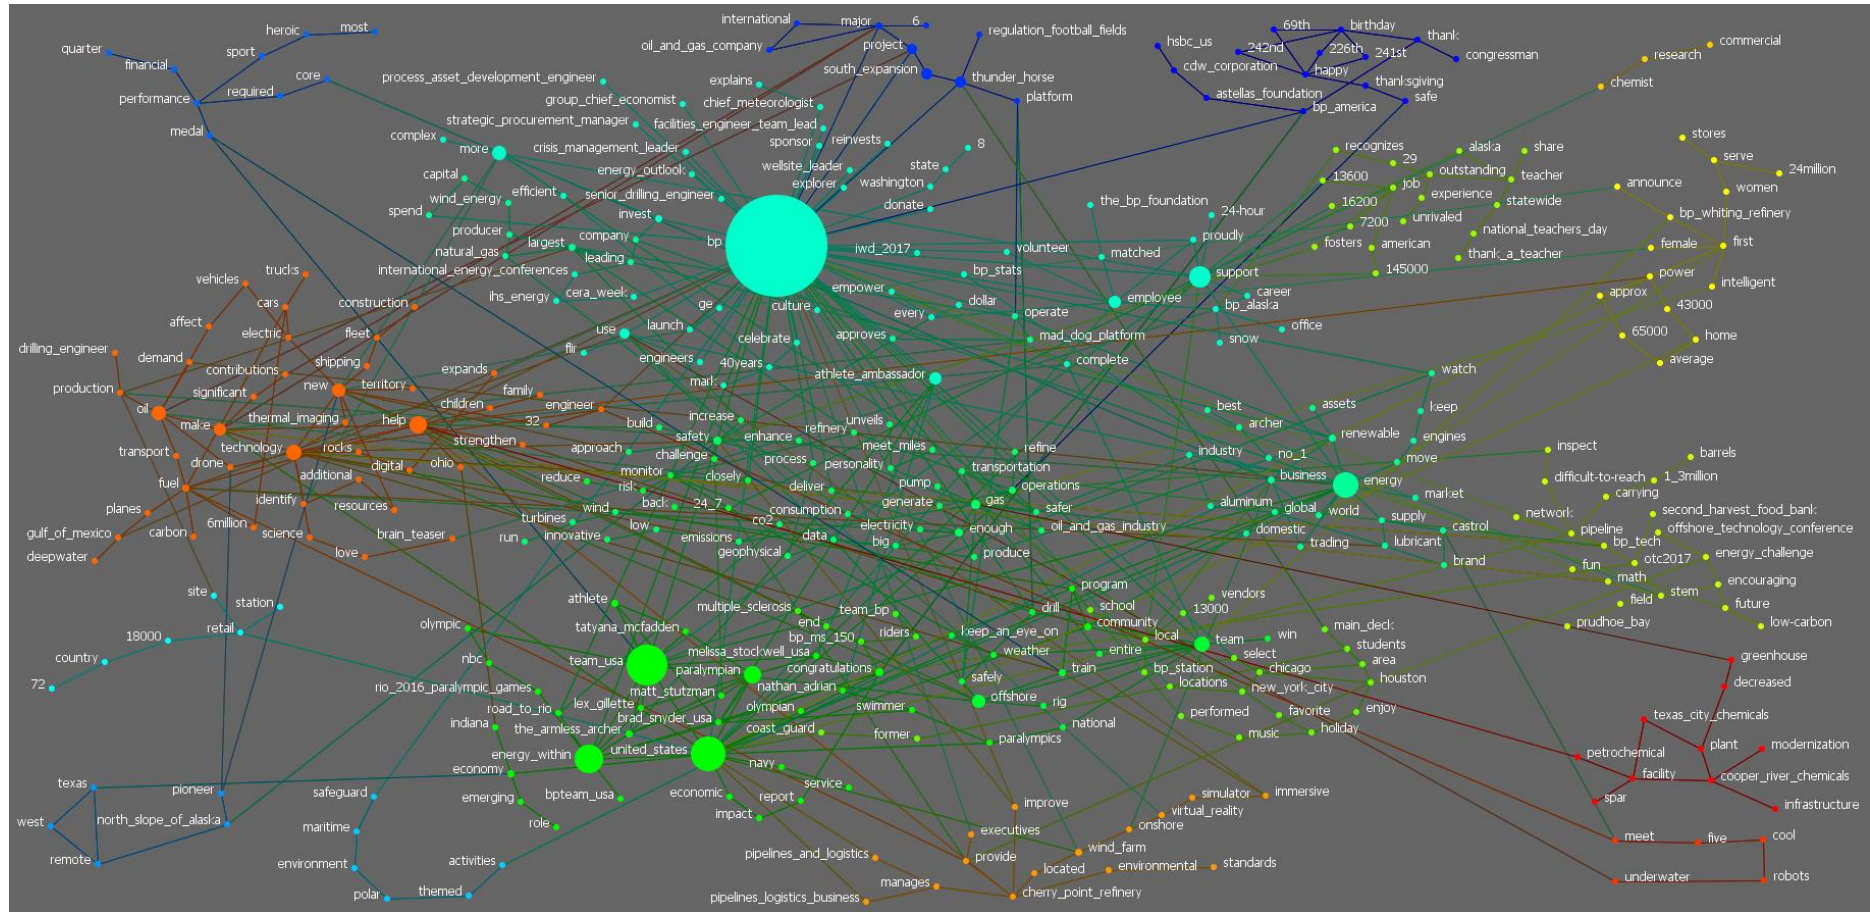 international
major
6
regulation_football_fields
oil_and_gas_company
project
south_expansion
thunder_horse
platform
69th
birthday
242nd
226th
241st
thank
congressman
happy
thanksgiving
safe
hsbc_us
cdw_corporation
astellas_foundation
bp_america
commercial
research
chemist
quarter
financial
performance
heroic
most
sport
core
required
medal
process_asset_development_engineer
explains
group_chief_economist
chief_meteorologist
strategic_procurement_manager
facilities_engineer_team_lead
complex
more
crisis_management_leader
sponsor
reinvests
energy_outlook
wellsite_leader
state
8
capital
efficient
senior_drilling_engineer
explorer
washington
wind_energy
invest
donate
spend
producer
company
bp
natural_gas
largest
leading
iwd_2017
volunteer
international_energy_conferences
bp_stats
ihs_energy
cera_week
culture
empower
dollar
ge
every
operate
use
launch
celebrate
approves
mad_dog_platform
flir
engineers
40years
complete
mark
athlete_ambassador
the_bp_foundation
24-hour
matched
proudly
support
employee
career
bp_alaska
office
snow
recognizes
29
alaska
share
13600
job
outstanding
teacher
16200
experience
statewide
7200
unrivaled
fosters
american
national_teachers_day
145000
thank_a_teacher
stores
serve
24million
announce
women
bp_whiting_refinery
female
first
power
intelligent
approx
43000
65000
home
average
vehicles
trucks
cars
construction
affect
electric
fleet
drilling_engineer
demand
shipping
production
contributions
new
territory
expands
significant
family
oil
thermal_imaging
help
children
engineer
make
32
technology
rocks
strengthen
transport
drone
additional
digital
ohio
fuel
identify
resources
planes
6million
science
brain_teaser
gulf_of_mexico
carbon
love
deepwater
build
increase
safety
enhance
refinery
unveils
approach
challenge
process
meet_miles
refine
monitor
closely
personality
transportation
reduce
risk
deliver
pump
operations
back
24_7
consumption
generate
gas
safer
wind
turbines
low
co2
electricity
enough
oil_and_gas_industry
run
innovative
emissions
data
big
geophysical
produce
watch
best
assets
keep
archer
renewable
engines
industry
no_1
move
business
energy
aluminum
global
world
market
domestic
supply
castrol
trading
lubricant
brand
inspect
barrels
difficult-to-reach
1_3million
carrying
network
second_harvest_food_bank
pipeline
offshore_technology_conference
bp_tech
otc2017
energy_challenge
fun
math
encouraging
stem
field
future
prudhoe_bay
low-carbon
site
station
18000
retail
country
72
athlete
multiple_sclerosis
team_bp
program
drill
school
13000
vendors
olympic
tatyana_mcfadden
end
bp_ms_150
riders
keep_an_eye_on
community
local
team
win
main_deck
nbc
team_usa
melissa_stockwell_usa
weather
entire
select
students
paralympian
congratulations
train
bp_station
chicago
area
rio_2016_paralympic_games
matt_stutzman
nathan_adrian
safely
locations
new_york_city
houston
road_to_rio
lex_gillette
olympian
swimmer
offshore
rig
indiana
the_armless_archer
brad_snyder_usa
coast_guard
former
national
performed
favorite
enjoy
energy_within
united_states
paralympics
music
holiday
economy
navy
emerging
bpteam_usa
economic
report
service
role
impact
greenhouse
decreased
texas_city_chemicals
petrochemical
plant
modernization
facility
cooper_river_chemicals
spar
infrastructure
meet
five
cool
underwater
robots
texas
pioneer
safeguard
west
north_slope_of_alaska
maritime
remote
environment
activities
polar
themed
improve
simulator
immersive
virtual_reality
executives
onshore
pipelines_and_logistics
provide
wind_farm
located
environmental
standards
manages
pipelines_logistics_business
cherry_point_refinery